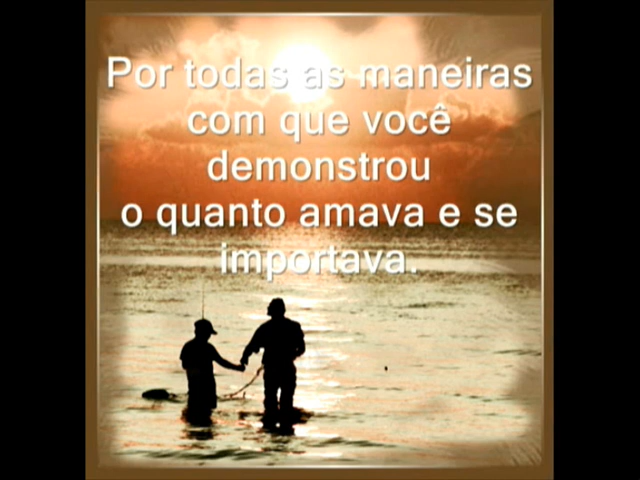 Por todas as maneiras
com que você
demonstrou
o quanto amava e se
importava.